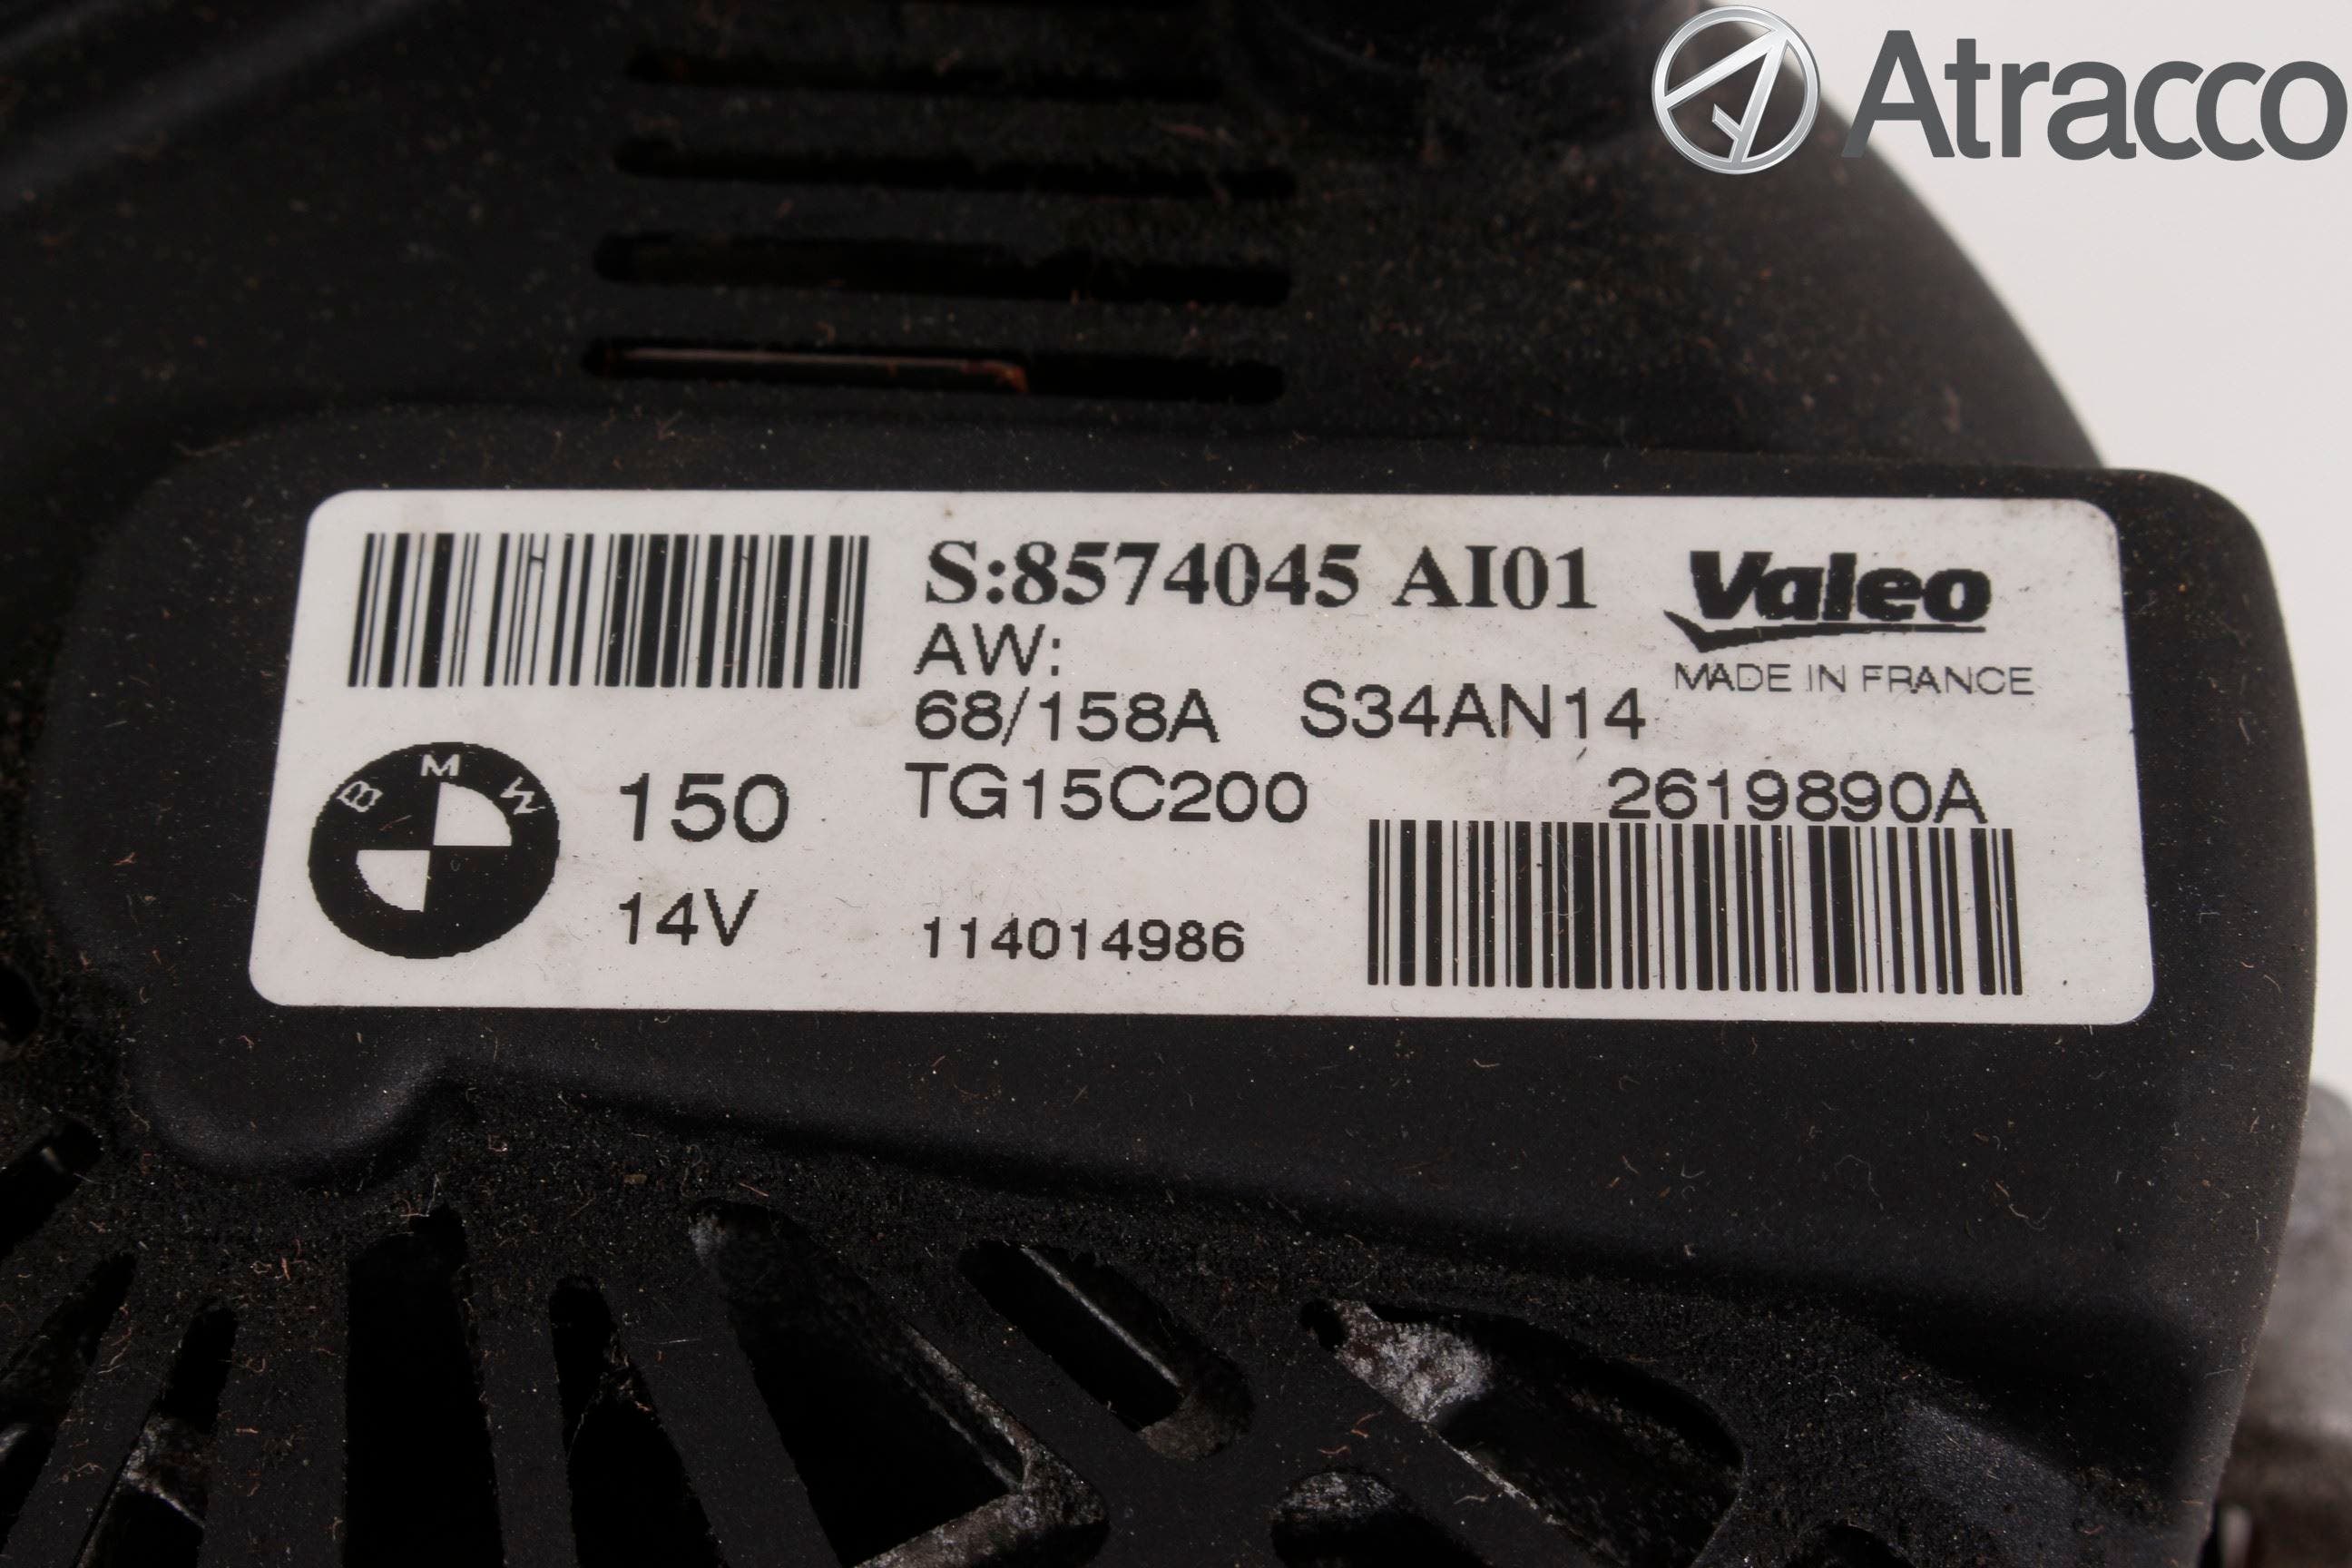 Atracco
S:8574045 AI01
Valeo
MADE IN FRANCE
AW:
68/158A S34AN14
TG15C200 2619890A
BMW
150
14V
114014986